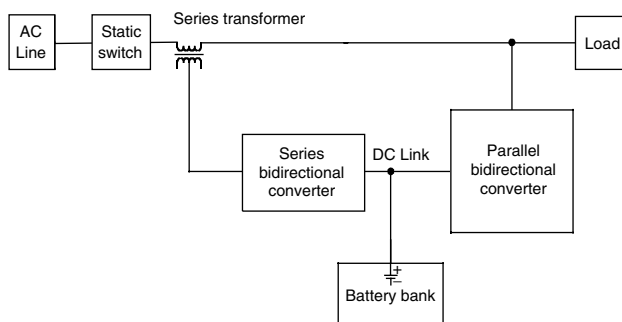 Series transformer
AC
Line
Static
switch
Load
Series
bidirectional
converter
DC Link
Parallel
bidirectional
converter
+
−
Battery bank